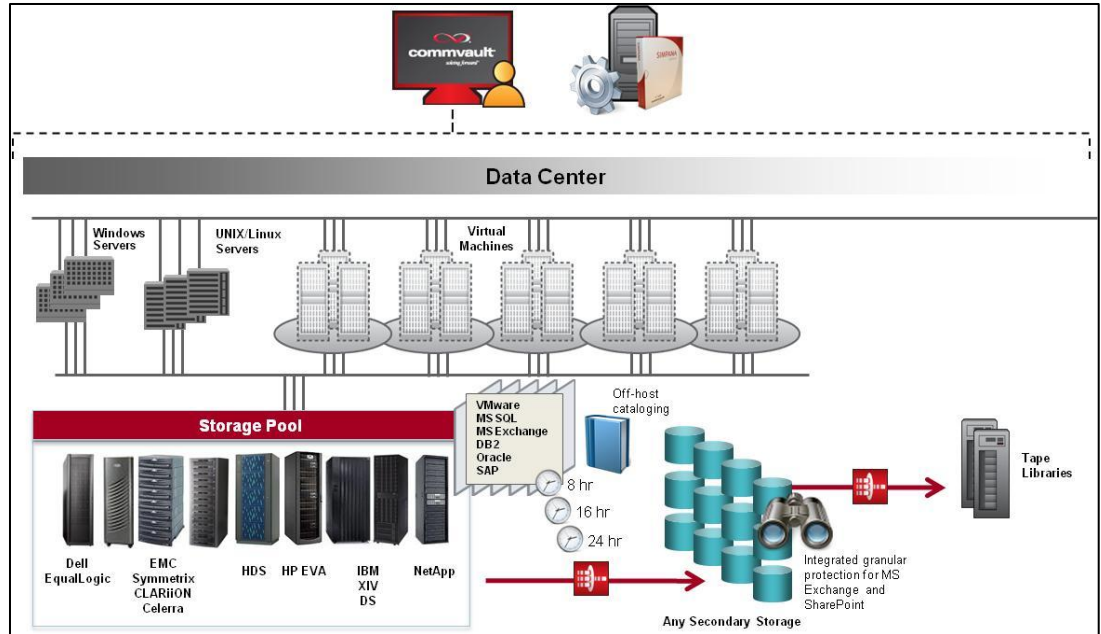 commvault
solving forward
SIMPANA
Data Center
Windows
Servers
UNIX/Linux
Servers
Virtual
Machines
Storage Pool
VMware
MS SQL
MS Exchange
DB2
Oracle
SAP
Off-host
cataloging
8 hr
16 hr
24 hr
Tape
Libraries
Dell
EqualLogic
EMC
Symmetrix
CLARiiON
Celerra
HDS
HP EVA
IBM
XIV
DS
NetApp
Integrated granular
protection for MS
Exchange and
SharePoint
Any Secondary Storage